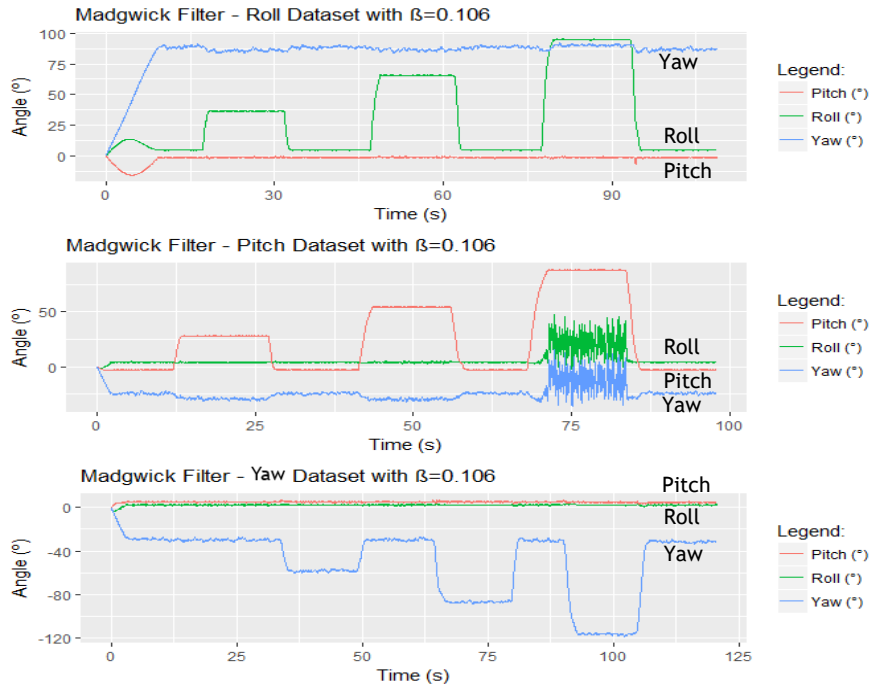 Madgwick Filter - Roll Dataset with ß=0.106
Angle (º)
100
75
50
25
0
Yaw
Roll
Pitch
0 30 60 90
Time (s)
Legend:
Pitch (°)
Roll (°)
Yaw (°)
Madgwick Filter - Pitch Dataset with ß=0.106
Angle (º)
50
0
Roll
Pitch
Yaw
0 25 50 75 100
Time (s)
Legend:
Pitch (°)
Roll (°)
Yaw (°)
Madgwick Filter - Yaw Dataset with ß=0.106
Angle (º)
0
-40
-80
-120
Pitch
Roll
Yaw
0 25 50 75 100 125
Time (s)
Legend:
Pitch (°)
Roll (°)
Yaw (°)